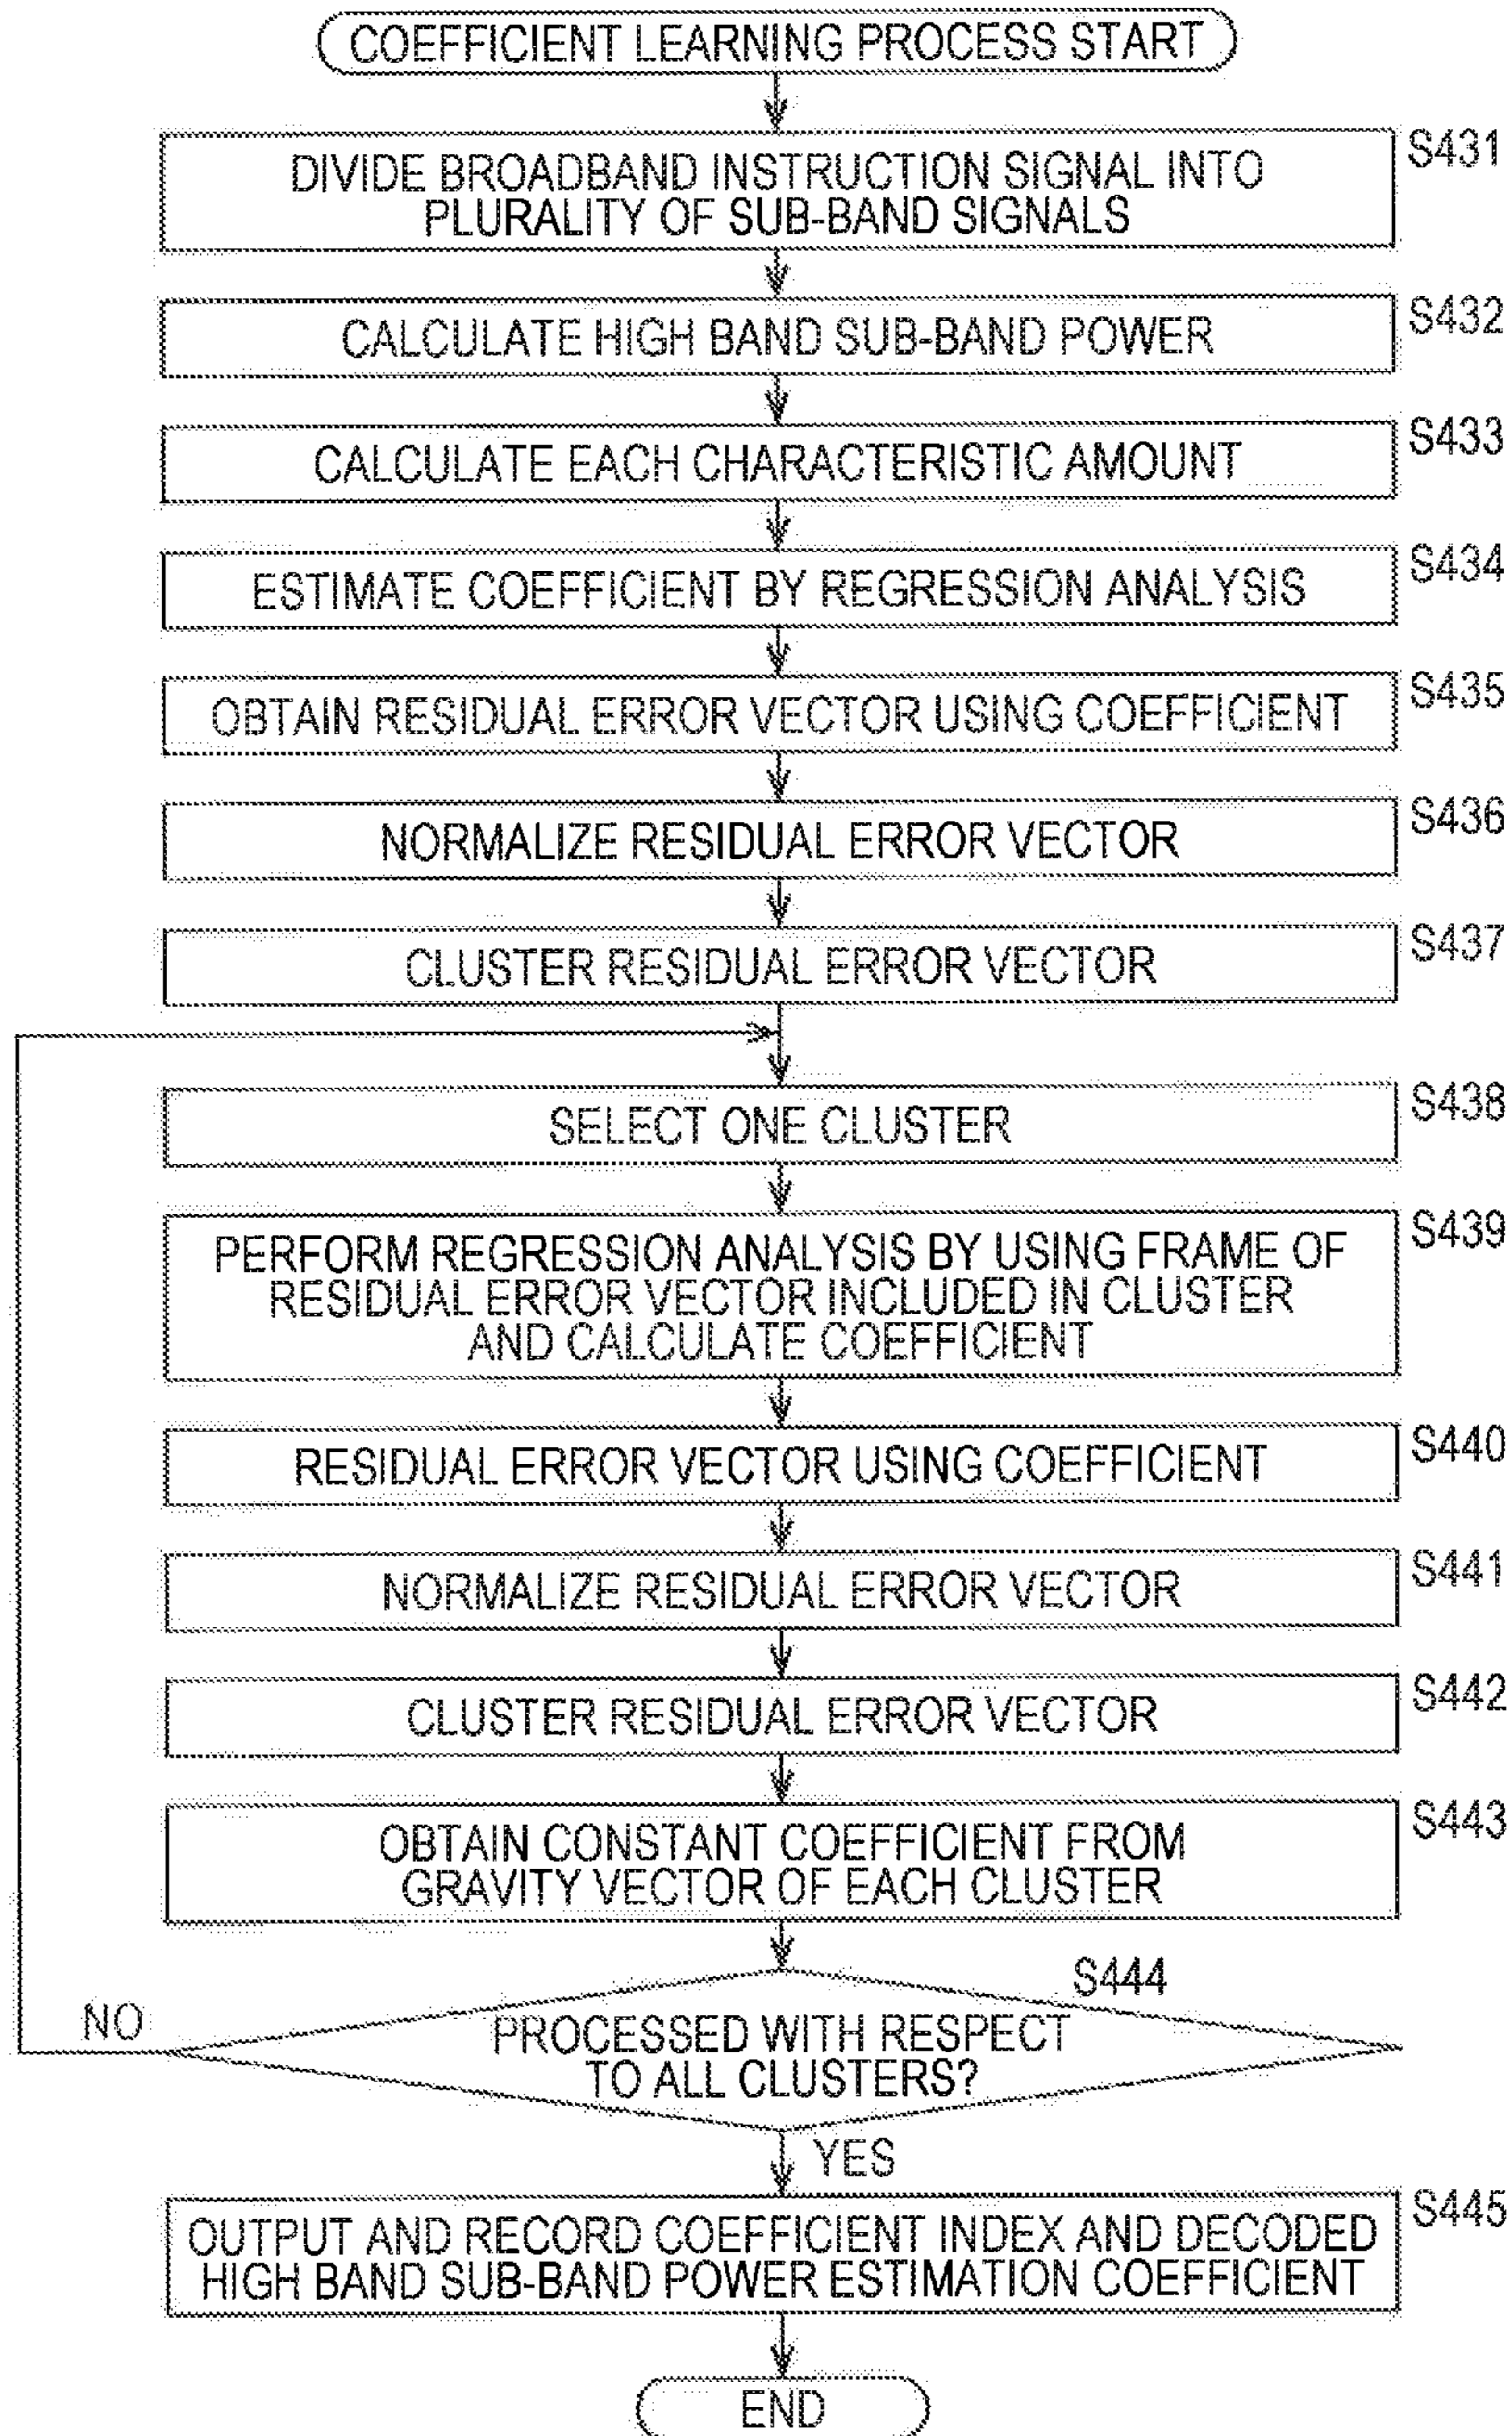 COEFFICIENT LEARNING PROCESS START
S431
DIVIDE BROADBAND INSTRUCTION SIGNAL INTO
PLURALITY OF SUB-BAND SIGNALS
S432
CALCULATE HIGH BAND SUB-BAND POWER
S433
CALCULATE EACH CHARACTERISTIC AMOUNT
S434
ESTIMATE COEFFICIENT BY REGRESSION ANALYSIS
S435
OBTAIN RESIDUAL ERROR VECTOR USING COEFFICIENT
S436
NORMALIZE RESIDUAL ERROR VECTOR
S437
CLUSTER RESIDUAL ERROR VECTOR
S438
SELECT ONE CLUSTER
S439
PERFORM REGRESSION ANALYSIS BY USING FRAME OF
RESIDUAL ERROR VECTOR INCLUDED IN CLUSTER
AND CALCULATE COEFFICIENT
S440
RESIDUAL ERROR VECTOR USING COEFFICIENT
S441
NORMALIZE RESIDUAL ERROR VECTOR
S442
CLUSTER RESIDUAL ERROR VECTOR
S443
OBTAIN CONSTANT COEFFICIENT FROM
GRAVITY VECTOR OF EACH CLUSTER
S444
NO
PROCESSED WITH RESPECT
TO ALL CLUSTERS?
YES
S445
OUTPUT AND RECORD COEFFICIENT INDEX AND DECODED
HIGH BAND SUB-BAND POWER ESTIMATION COEFFICIENT
END